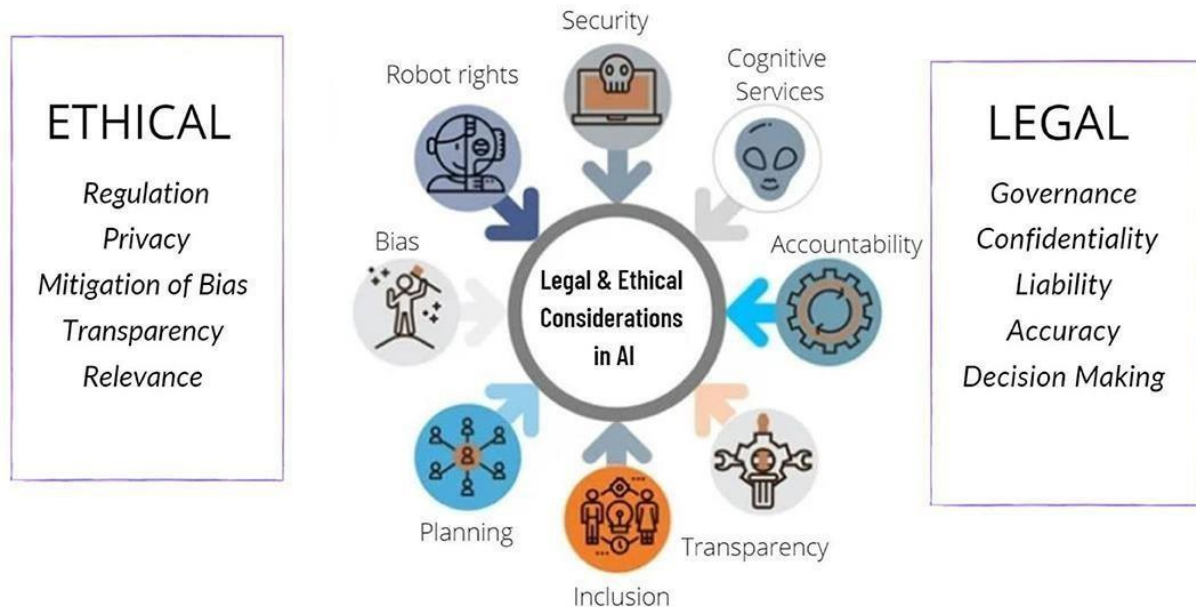 ETHICAL
Regulation
Privacy
Mitigation of Bias
Transparency
Relevance
Security
Robot rights
Cognitive
Services
Bias
Accountability
Legal & Ethical
Considerations
in AI
Planning
Transparency
Inclusion
LEGAL
Governance
Confidentiality
Liability
Accuracy
Decision Making